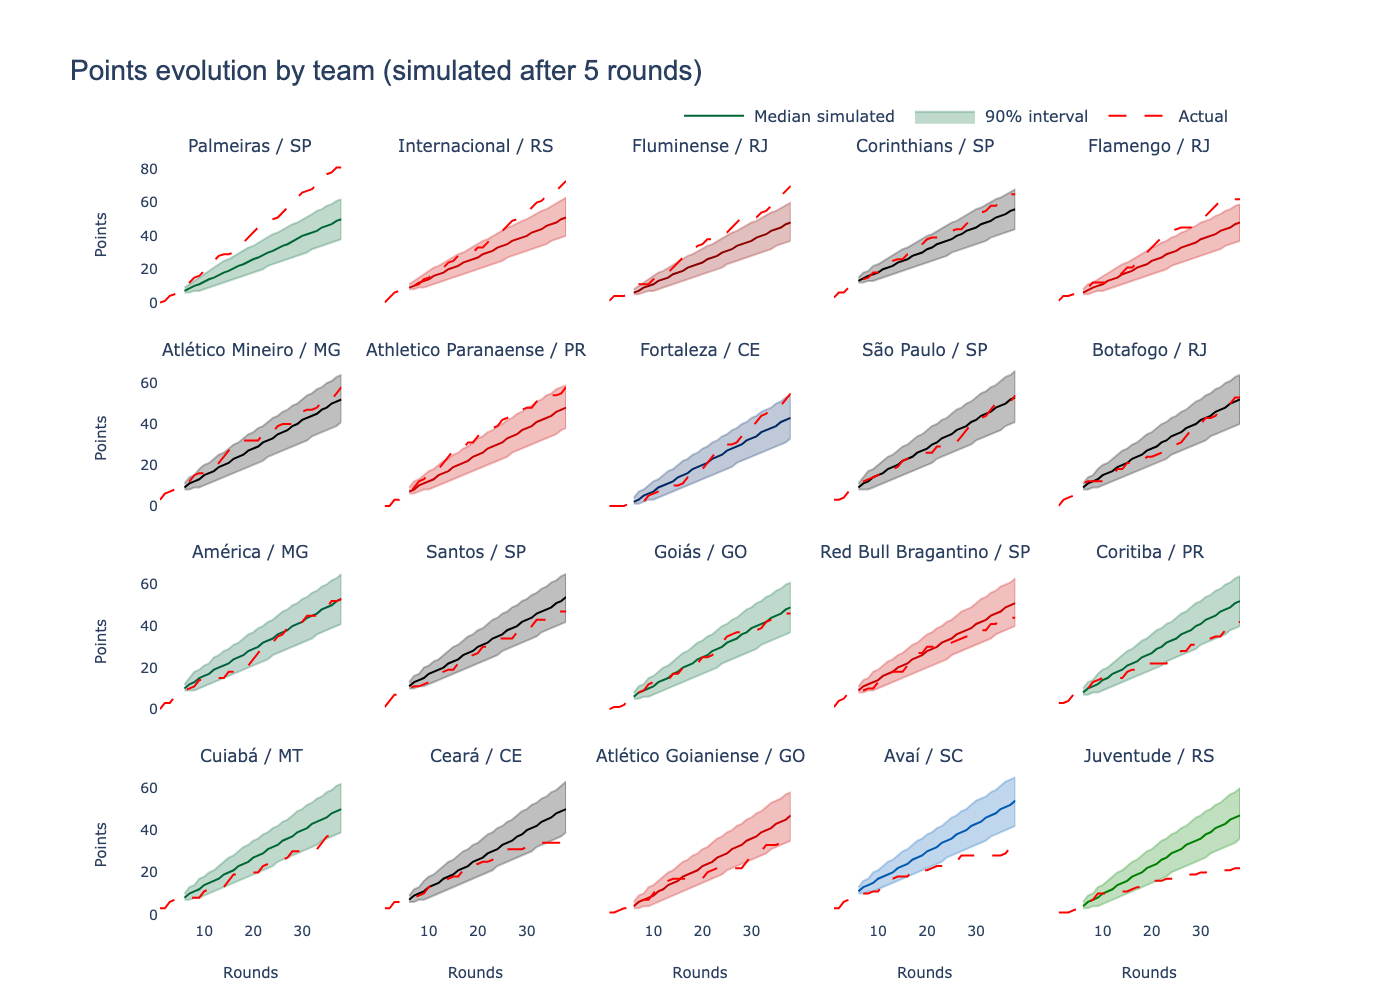 Points evolution by team (simulated after 5 rounds)
Median simulated 90% interval Actual
Palmeiras / SP Internacional / RS Fluminense / RJ Corinthians / SP Flamengo / RJ
80
60
40
20
0
Points
Atlético Mineiro / MG Athletico Paranaense / PR Fortaleza / CE São Paulo / SP Botafogo / RJ
60
40
20
0
Points
América / MG Santos / SP Goiás / GO Red Bull Bragantino / SP Coritiba / PR
60
40
20
0
Points
Cuiabá / MT Ceará / CE Atlético Goianiense / GO Avaí / SC Juventude / RS
60
40
20
0
Points
10 20 30 10 20 30 10 20 30 10 20 30 10 20 30
Rounds Rounds Rounds Rounds Rounds